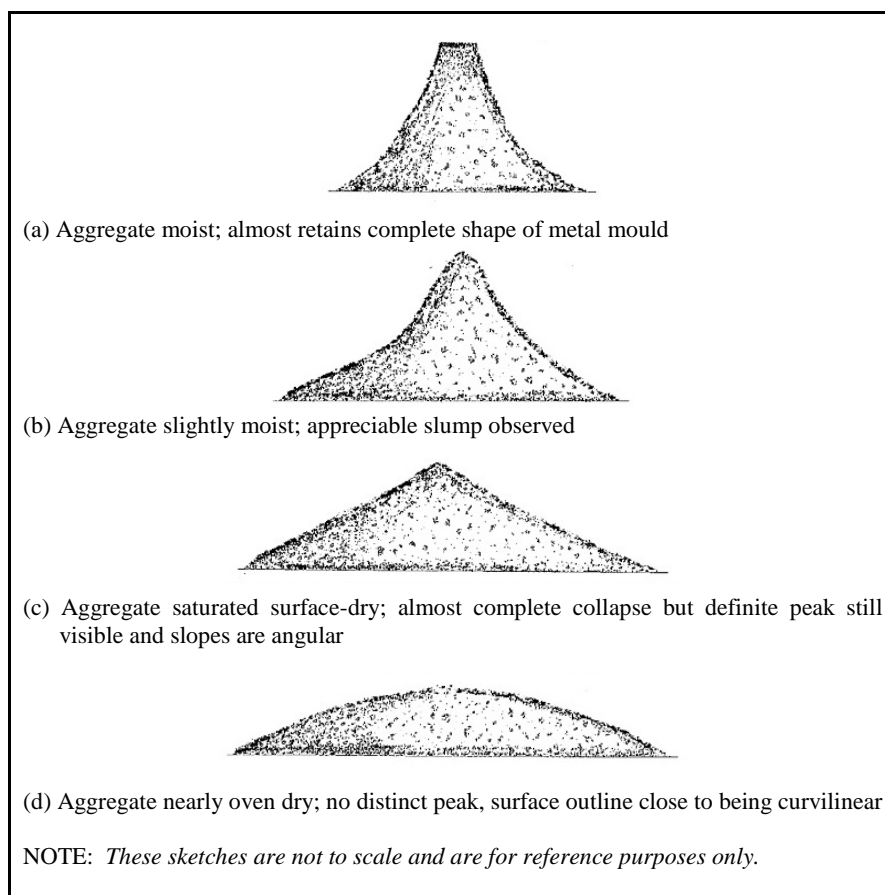 (a) Aggregate moist; almost retains complete shape of metal mould
(b) Aggregate slightly moist; appreciable slump observed
(c) Aggregate saturated surface-dry; almost complete collapse but definite peak still
visible and slopes are angular
(d) Aggregate nearly oven dry; no distinct peak, surface outline close to being curvilinear
NOTE: These sketches are not to scale and are for reference purposes only.